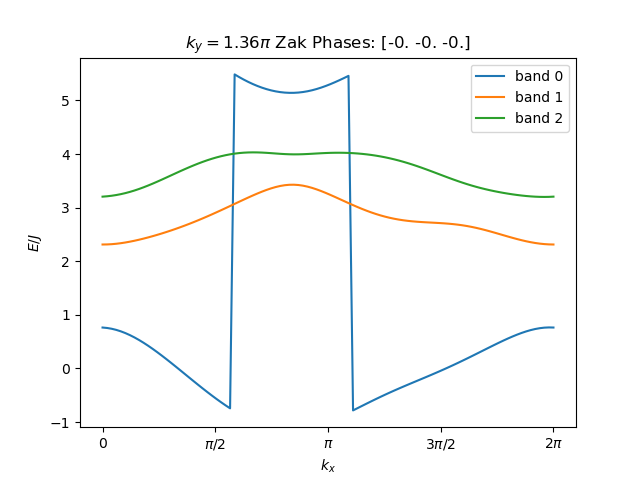 $k_y = 1.36\pi$ Zak Phases: [-0. -0. -0.]
band 0
band 1
band 2
E/J
5
4
3
2
1
0
−1
0
π/2
π
3π/2
2π
$k_x$